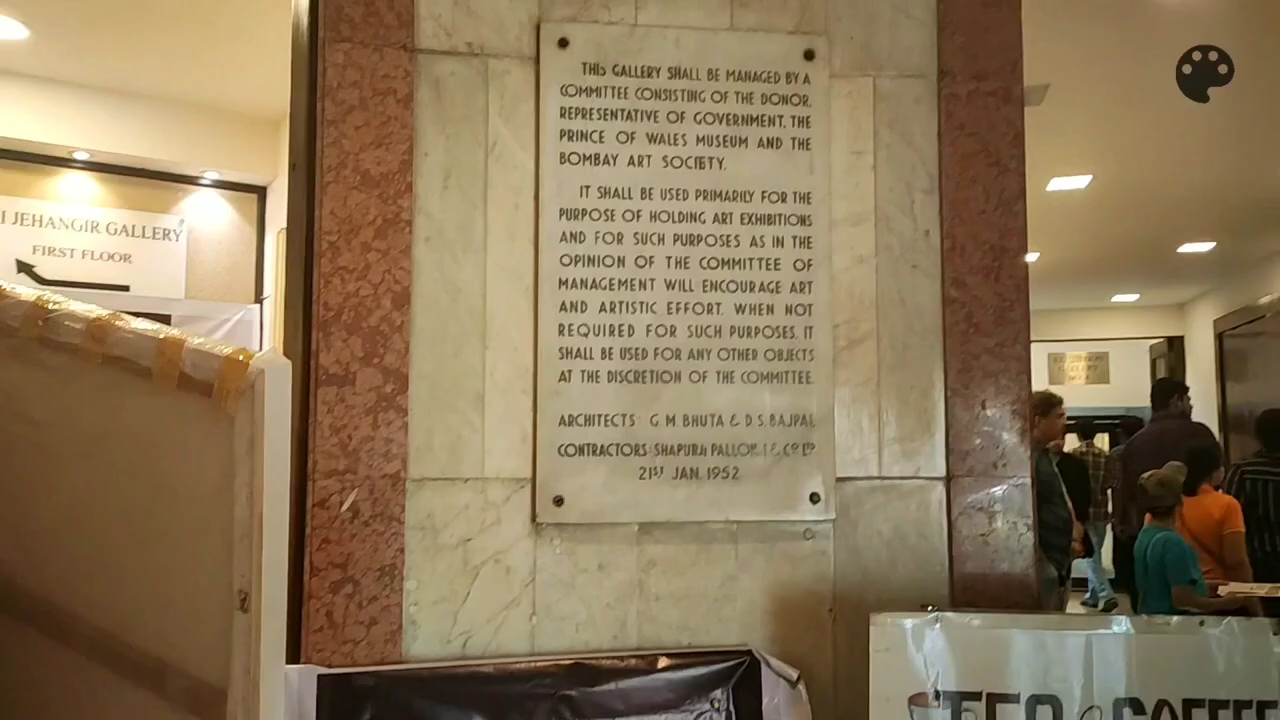 THIS GALLERY SHALL BE MANAGED BY A
COMMITTEE CONSISTING OF THE DONOR,
REPRESENTATIVE OF GOVERNMENT, THE
PRINCE OF WALES MUSEUM AND THE
BOMBAY ART SOCIETY.
IT SHALL BE USED PRIMARILY FOR THE
PURPOSE OF HOLDING ART EXHIBITIONS
AND FOR SUCH PURPOSES AS IN THE
OPINION OF THE COMMITTEE OF
MANAGEMENT WILL ENCOURAGE ART
AND ARTISTIC EFFORT. WHEN NOT
REQUIRED FOR SUCH PURPOSES, IT
SHALL BE USED FOR ANY OTHER OBJECTS
AT THE DISCRETION OF THE COMMITTEE.
ARCHITECTS: G. M. BHUTA & D. S. BAJPAI.
CONTRACTORS: SHAPURJI PALLONJI & CO. LTD
21ST JAN. 1952
I JEHANGIR GALLERY
FIRST FLOOR
GALLERY
COFFEE